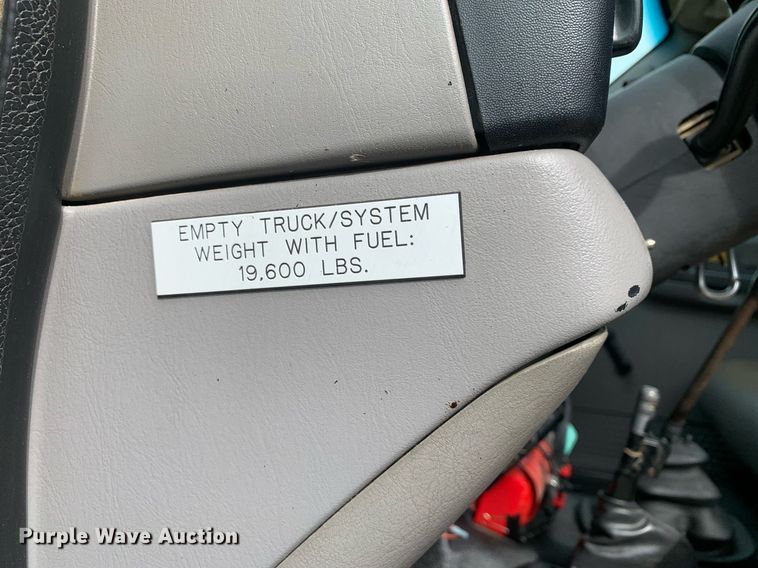 EMPTY TRUCK/SYSTEM
WEIGHT WITH FUEL:
19,600 LBS.
Purple Wave Auction